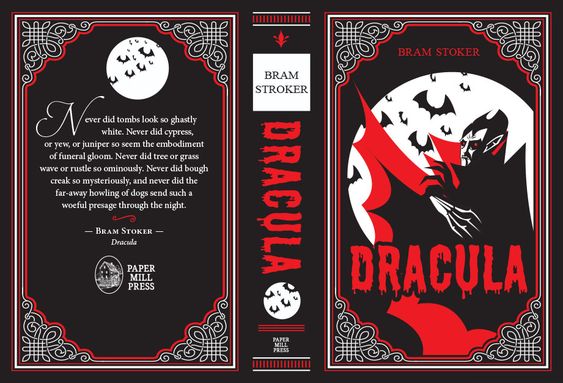 Never did tombs look so ghastly
white. Never did cypress,
or yew, or juniper so seem the embodiment
of funeral gloom. Never did tree or grass
wave or rustle so ominously. Never did bough
creak so mysteriously, and never did the
far-away howling of dogs send such a
woeful presage through the night.
— Bram Stoker —
Dracula
PAPER
MILL
PRESS
BRAM
STROKER
DRACULA
PAPER
MILL
PRESS
BRAM STOKER
DRACULA